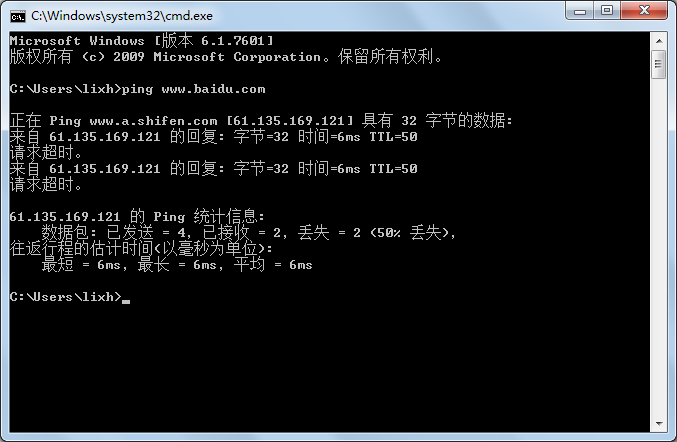 C:\Windows\system32\cmd.exe
Microsoft Windows [版本 6.1.7601]
版权所有 (c) 2009 Microsoft Corporation。保留所有权利。
C:\Users\lixh>ping www.baidu.com
正在 Ping www.a.shifen.com [61.135.169.121] 具有 32 字节的数据:
来自 61.135.169.121 的回复: 字节=32 时间=6ms TTL=50
请求超时。
来自 61.135.169.121 的回复: 字节=32 时间=6ms TTL=50
请求超时。
61.135.169.121 的 Ping 统计信息:
数据包: 已发送 = 4, 已接收 = 2, 丢失 = 2 (50% 丢失),
往返行程的估计时间(以毫秒为单位):
最短 = 6ms, 最长 = 6ms, 平均 = 6ms
C:\Users\lixh>